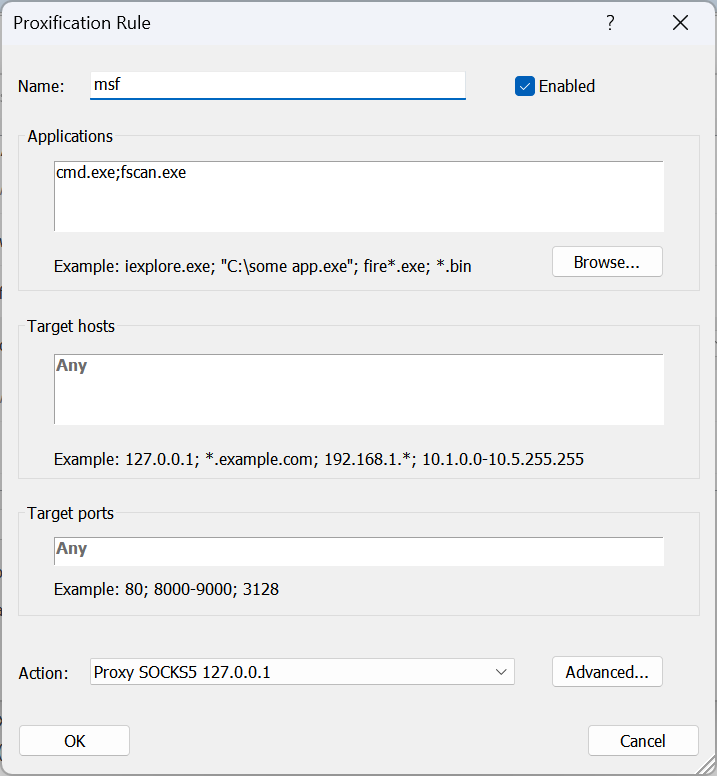 Proxification Rule ?
Name: msf Enabled
Applications
cmd.exe;fscan.exe
Example: iexplore.exe; "C:\some app.exe"; fire*.exe; *.bin Browse...
Target hosts
Any
Example: 127.0.0.1; *.example.com; 192.168.1.*; 10.1.0.0-10.5.255.255
Target ports
Any
Example: 80; 8000-9000; 3128
Action: Proxy SOCKS5 127.0.0.1 Advanced...
OK Cancel